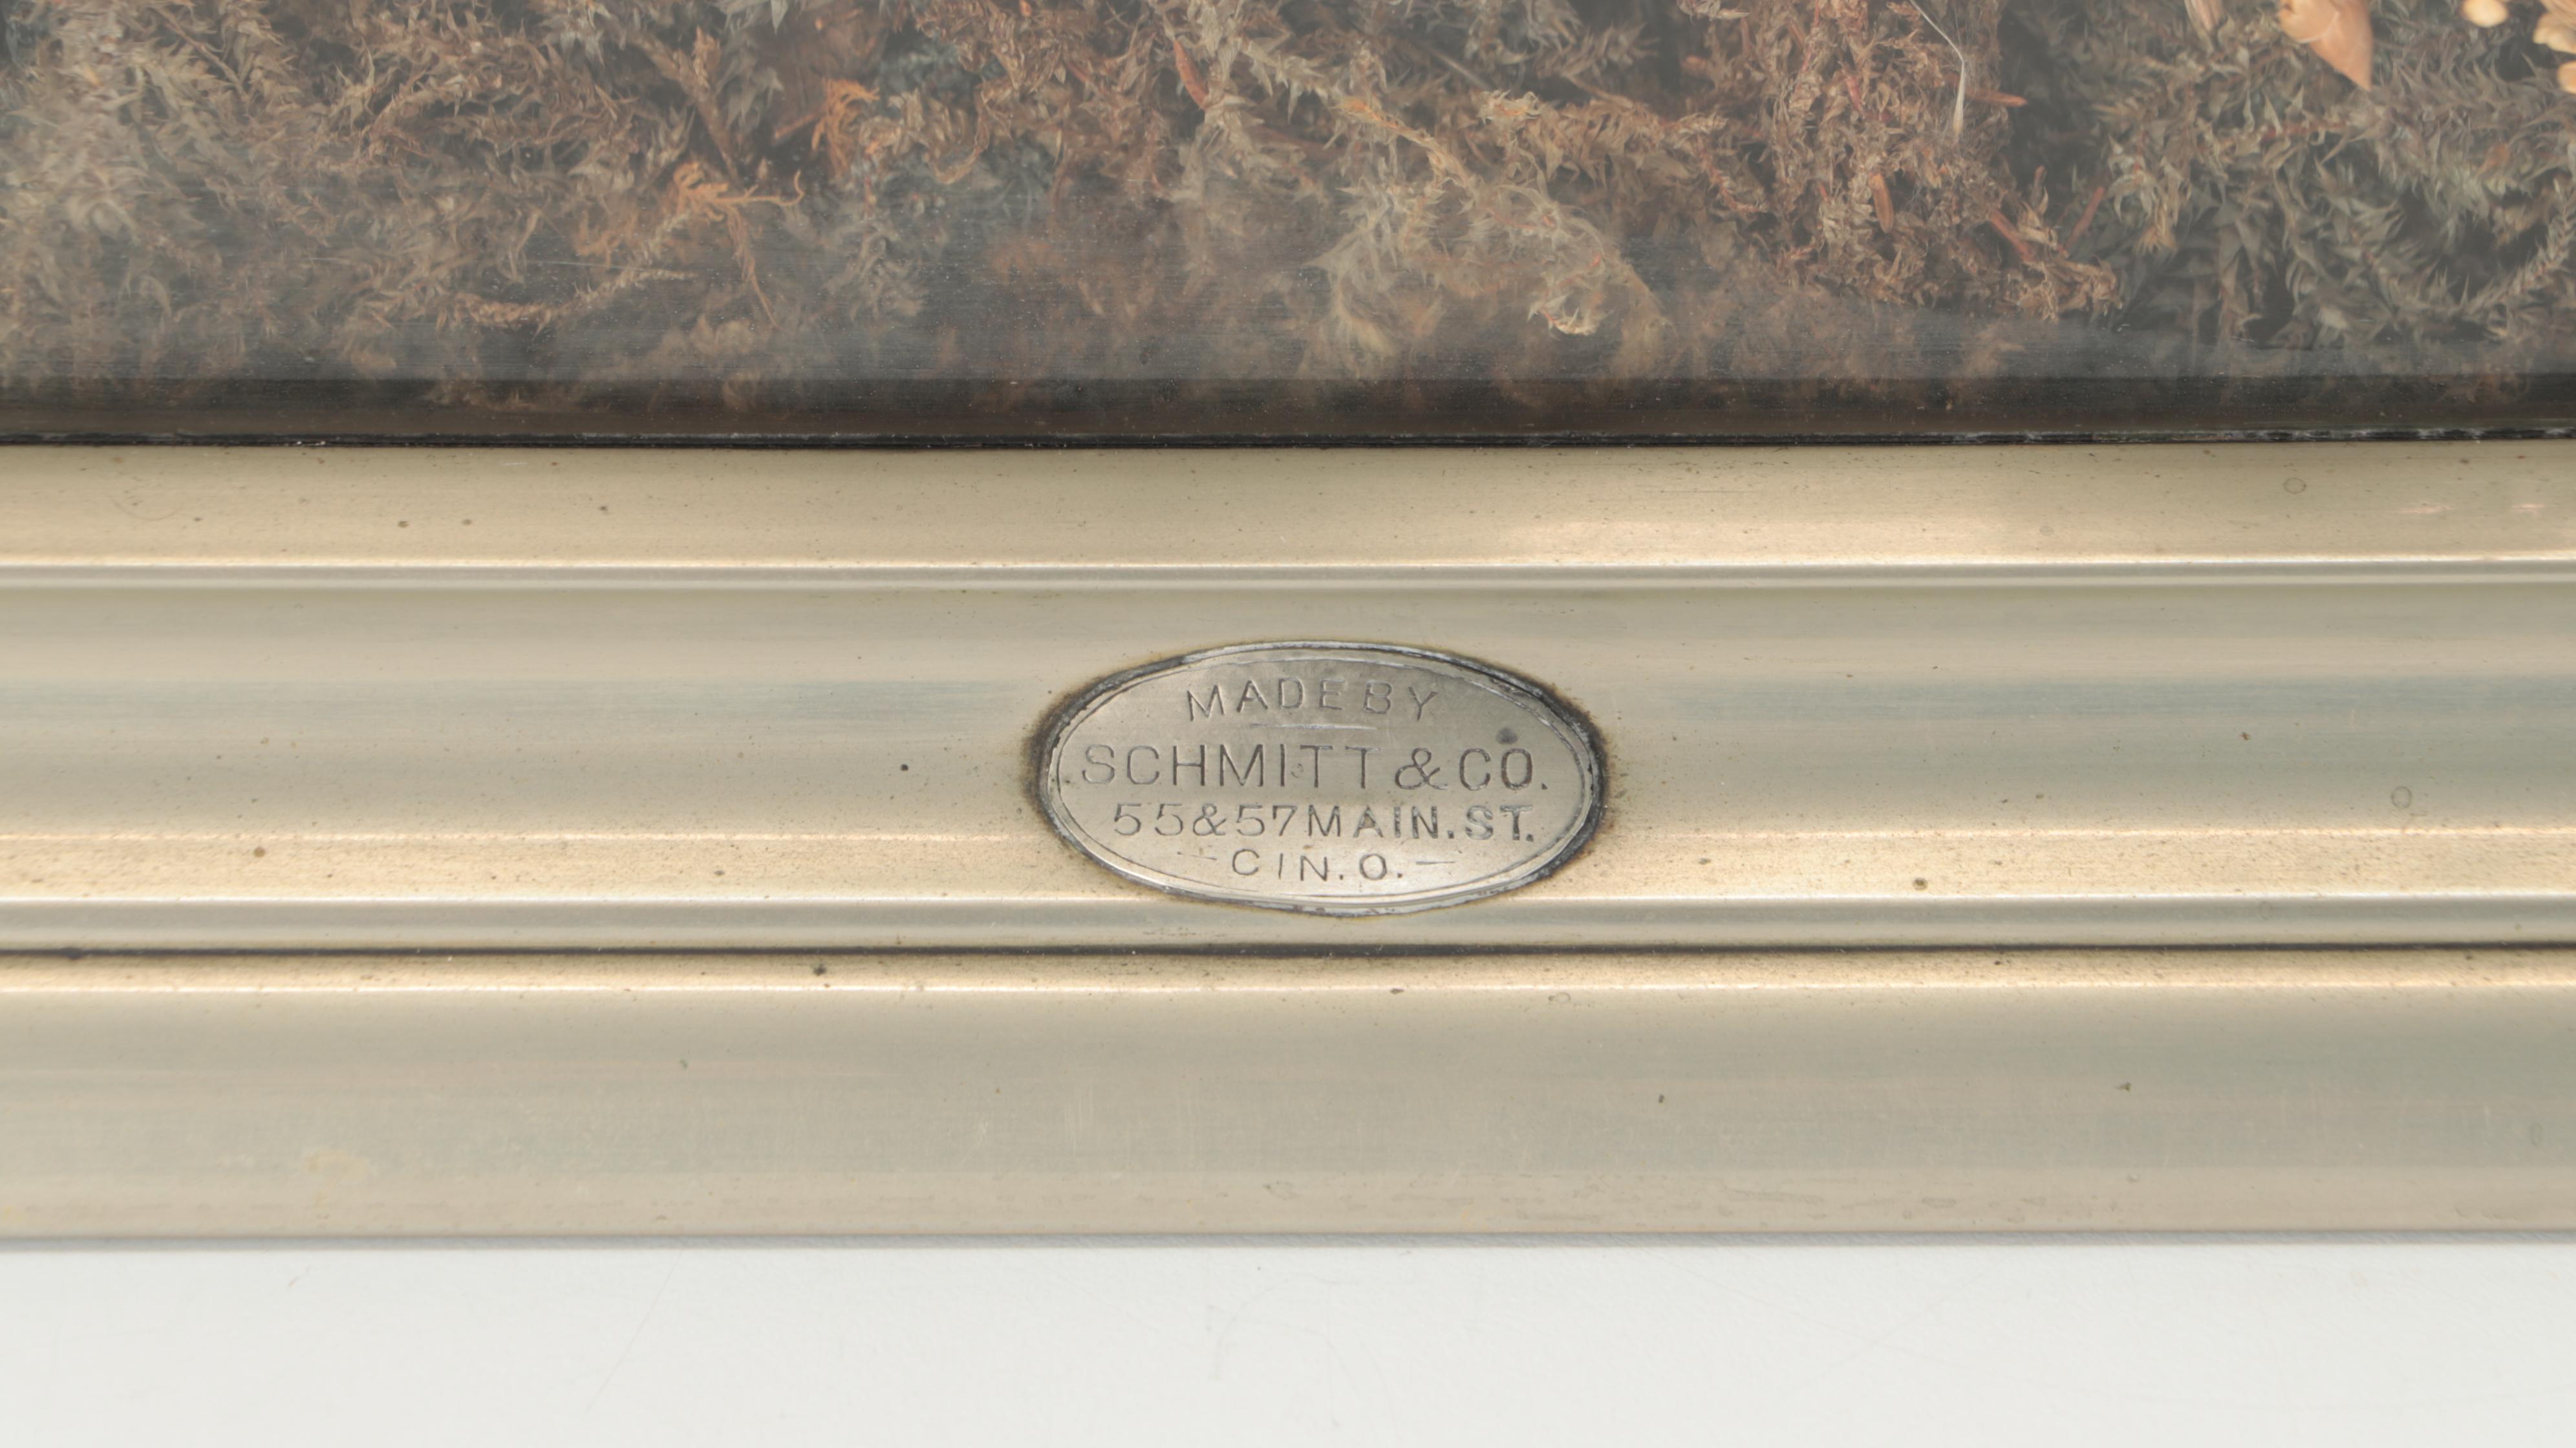 MADE BY
SCHMITT & CO.
55 & 57 MAIN. ST.
- CIN. O. -